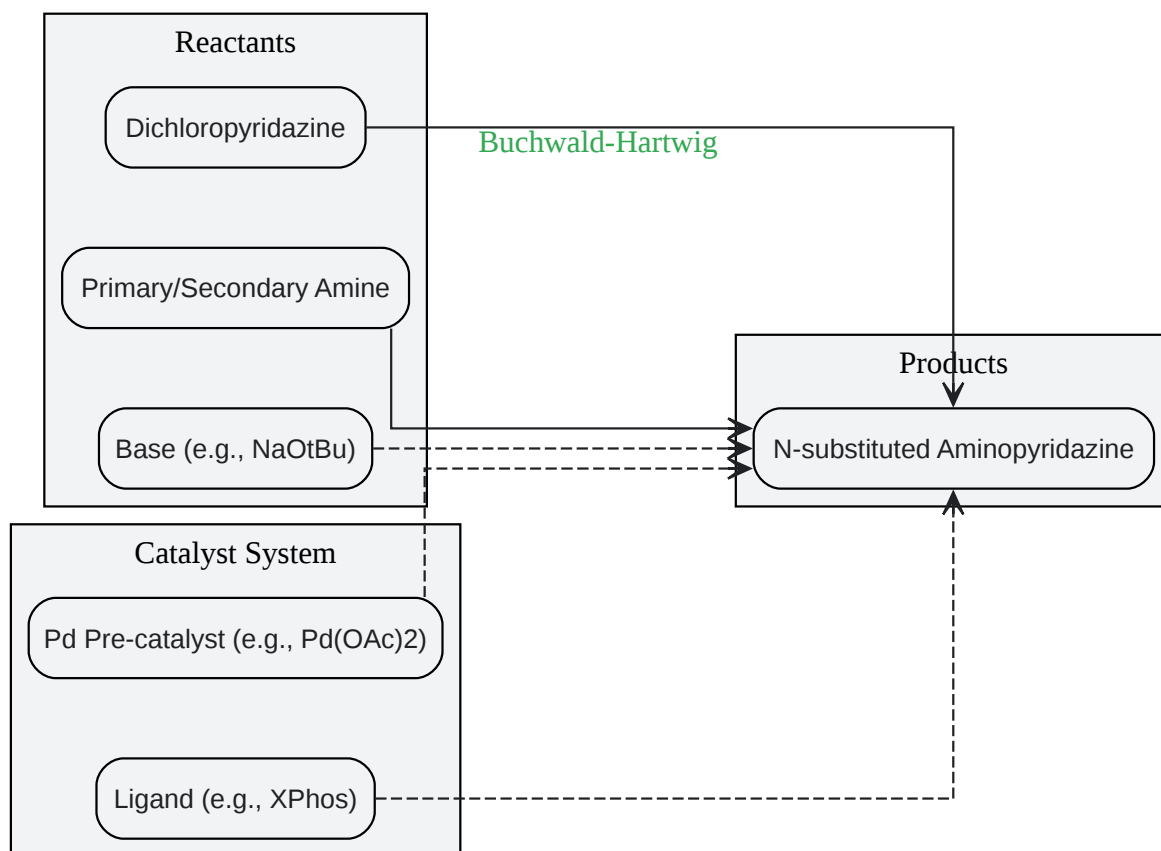 Reactants
Dichloropyridazine
Buchwald-Hartwig
Primary/Secondary Amine
Products
Base (e.g., NaOtBu)
N-substituted Aminopyridazine
Catalyst System
Pd Pre-catalyst (e.g., Pd(OAc)2)
Ligand (e.g., XPhos)